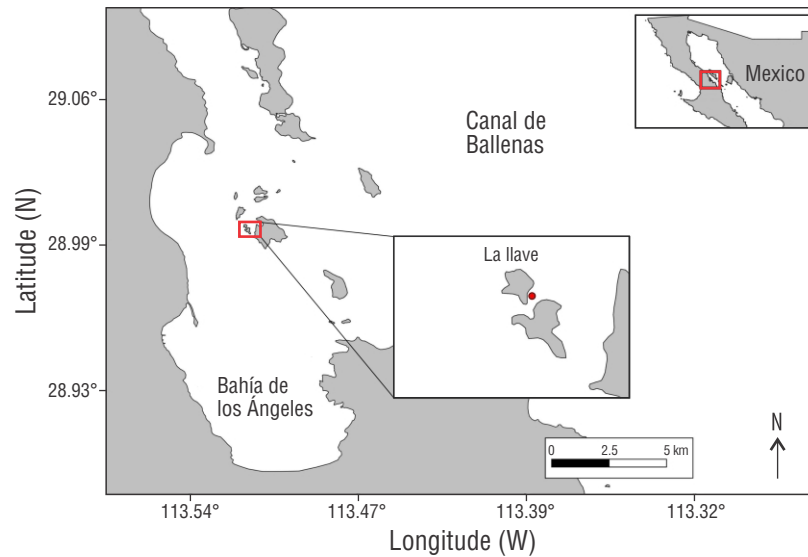 Mexico
29.06°
Canal de
Ballenas
Latitude (N)
28.99°
La llave
Bahía de
los Ángeles
28.93°
N
0 2.5 5 km
113.54° 113.47° 113.39° 113.32°
Longitude (W)